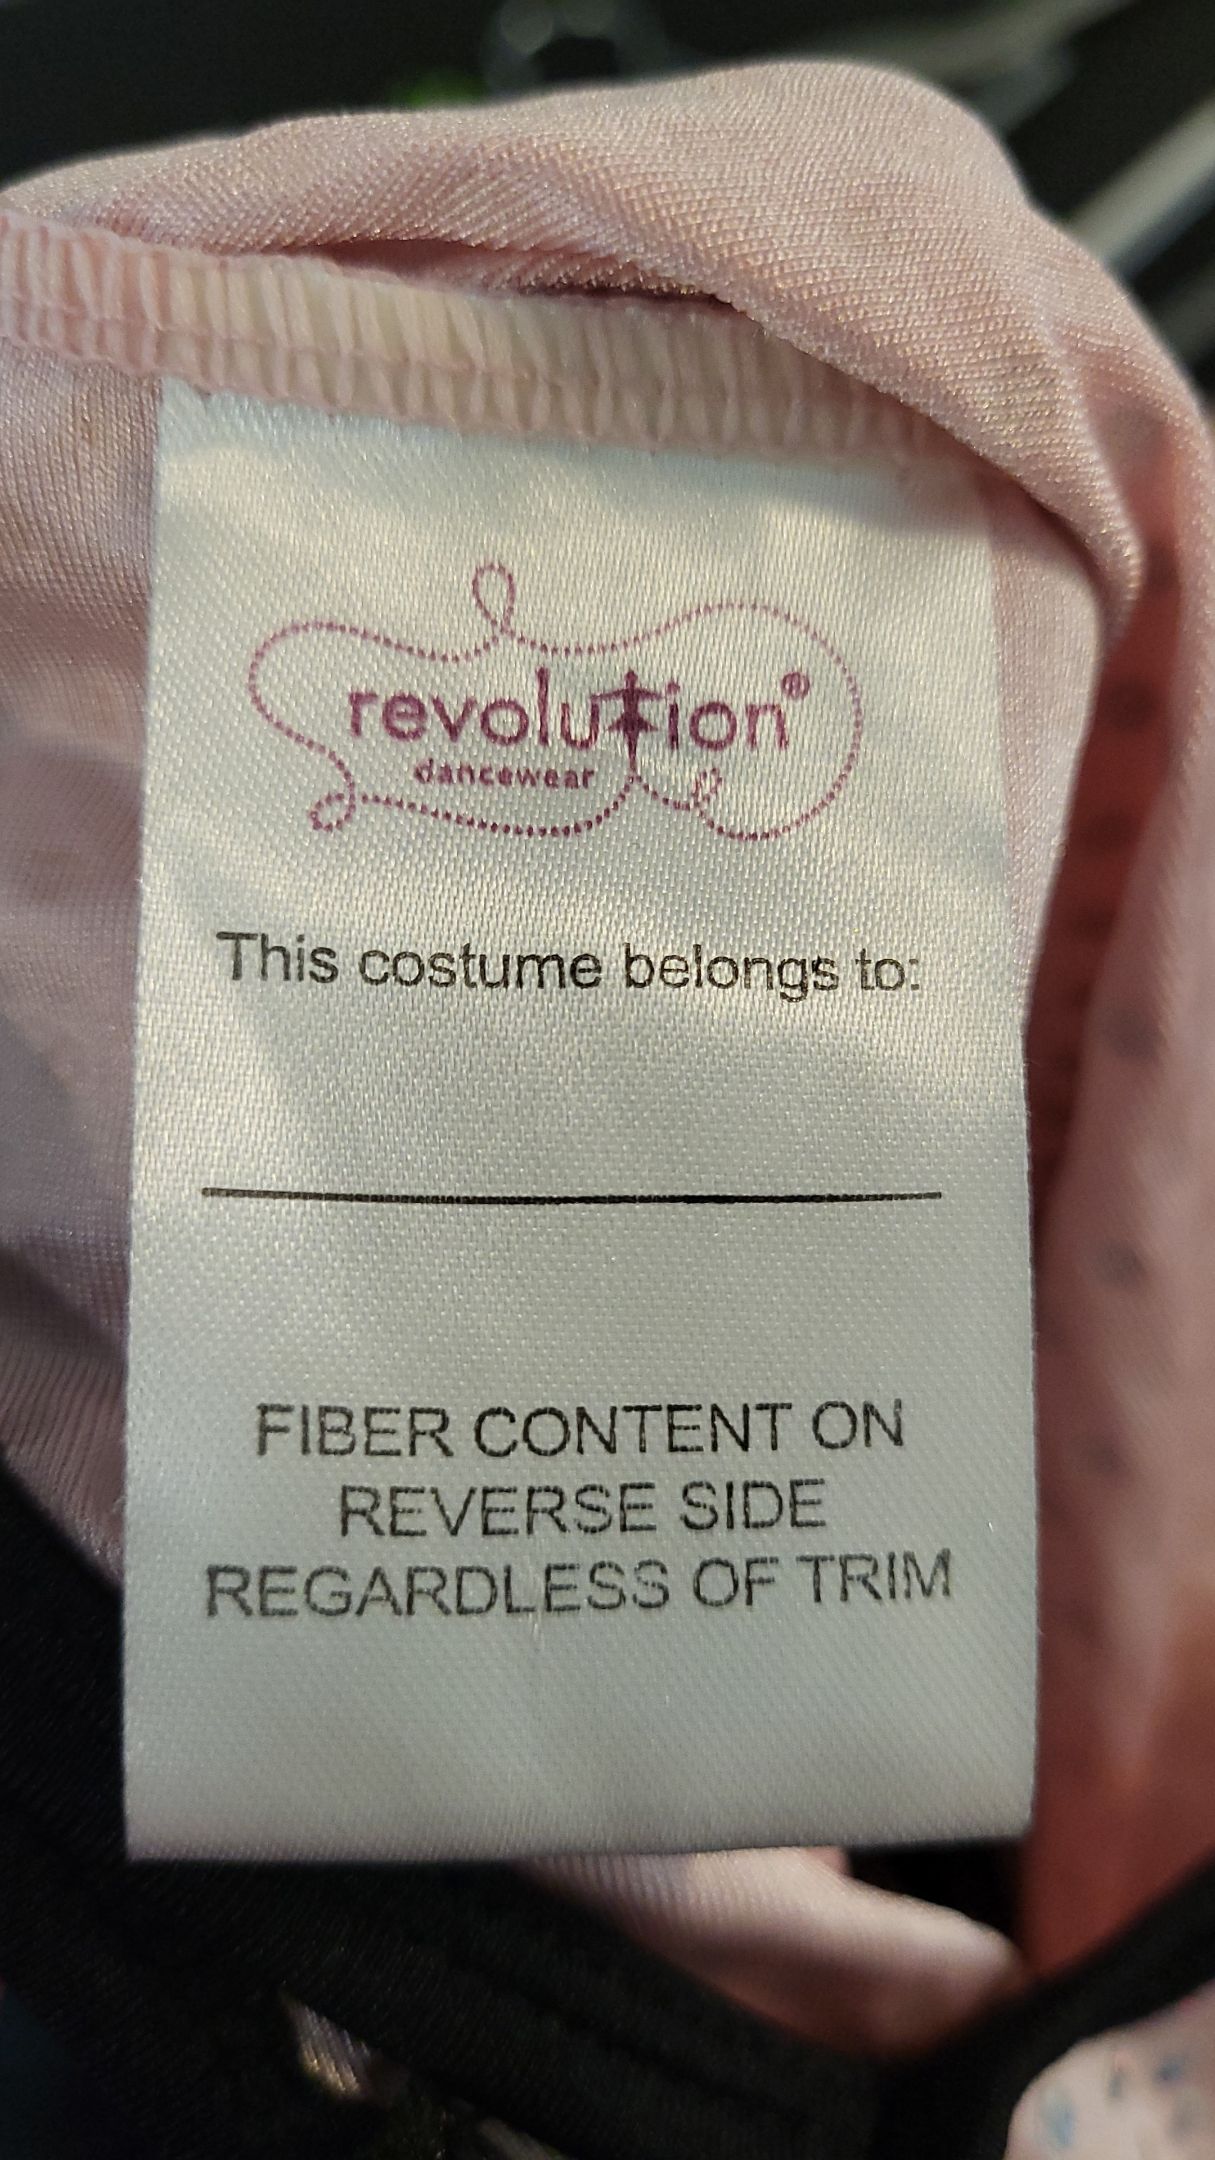 revolution®
dancewear
This costume belongs to:
FIBER CONTENT ON
REVERSE SIDE
REGARDLESS OF TRIM